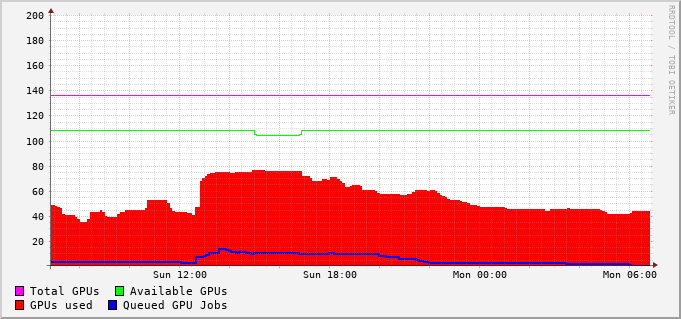 RRDTOOL / TOBI OETIKER
200
180
160
140
120
100
80
60
40
20
Sun 12:00 Sun 18:00 Mon 00:00 Mon 06:00
Total GPUs Available GPUs
GPUs used Queued GPU Jobs